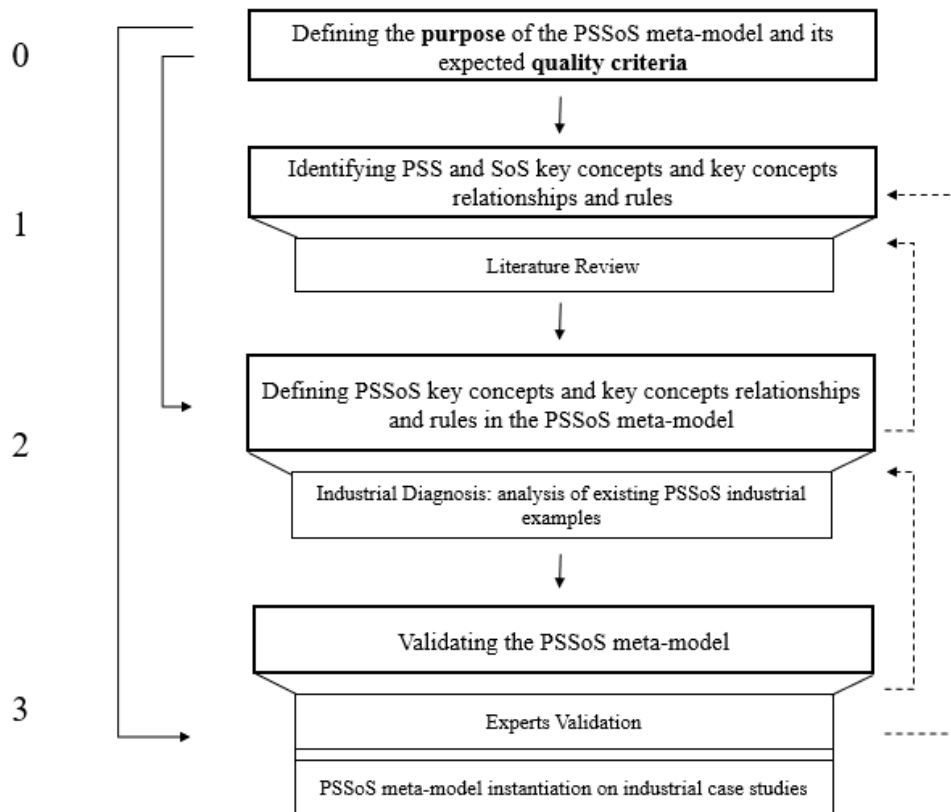 0
Defining the purpose of the PSSoS meta-model and its
expected quality criteria
1
Identifying PSS and SoS key concepts and key concepts
relationships and rules
Literature Review
2
Defining PSSoS key concepts and key concepts relationships
and rules in the PSSoS meta-model
Industrial Diagnosis: analysis of existing PSSoS industrial
examples
3
Validating the PSSoS meta-model
Experts Validation
PSSoS meta-model instantiation on industrial case studies